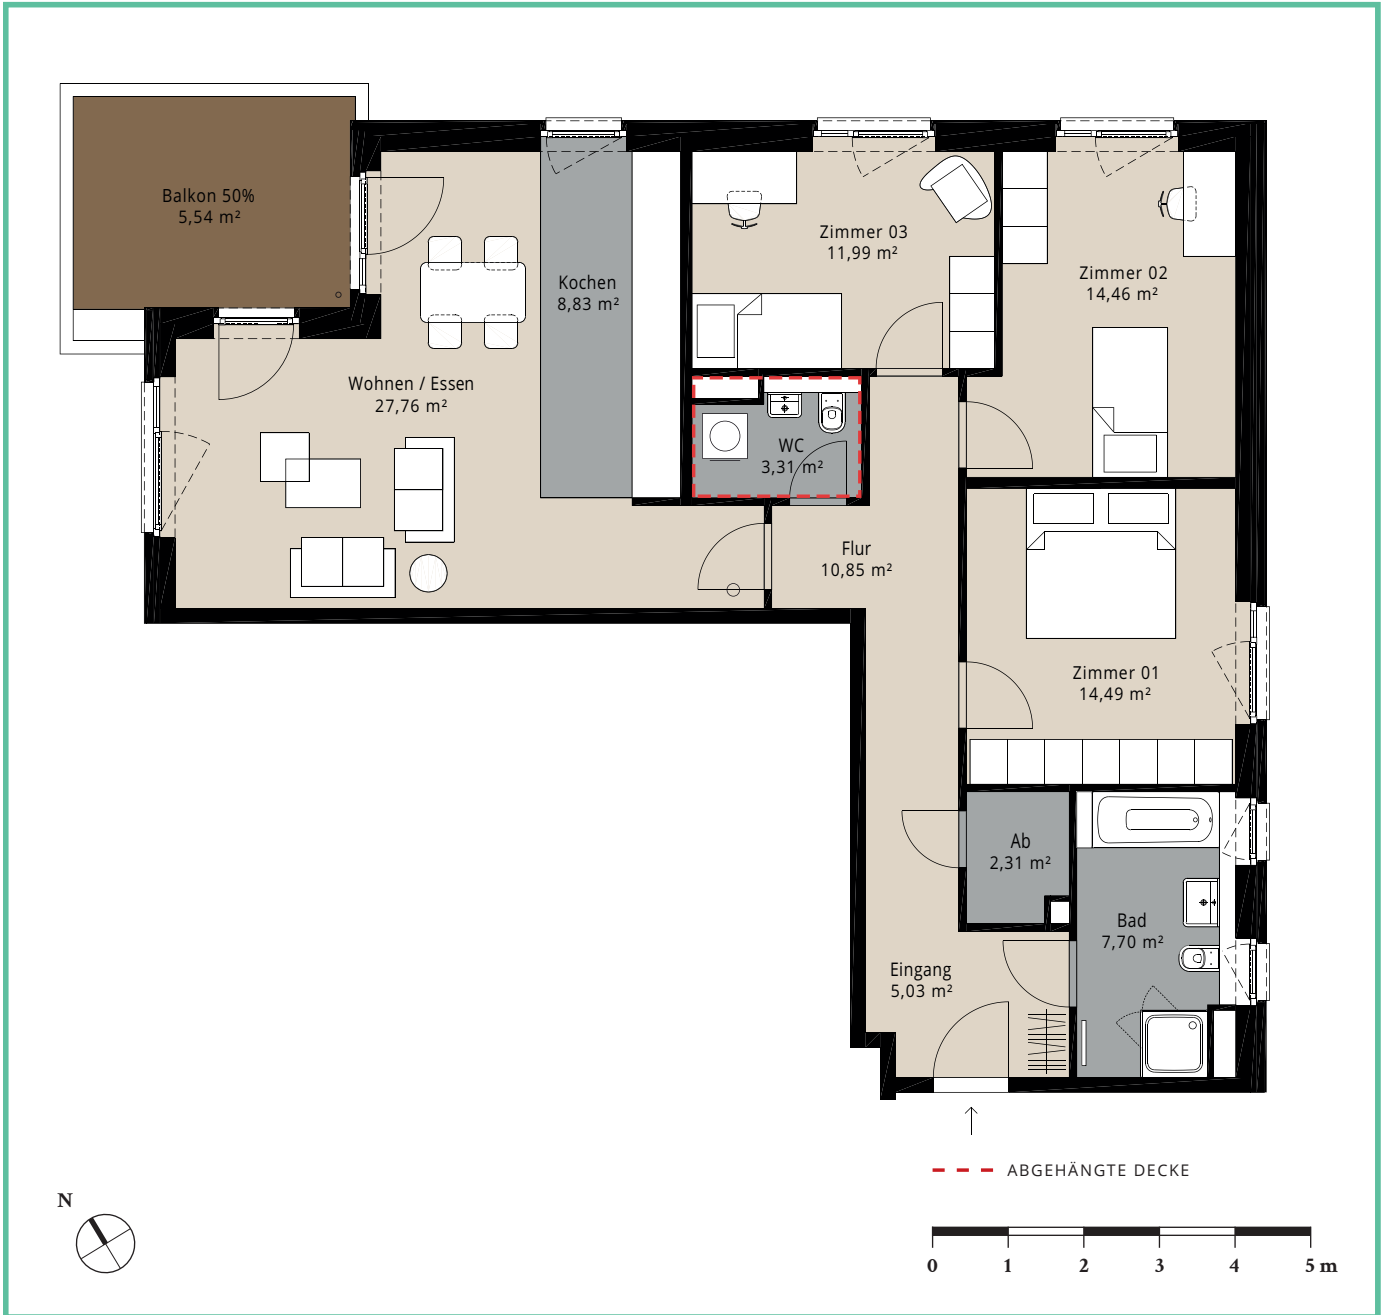 Balkon 50%
5,54 m²
Kochen
8,83 m²
Zimmer 03
11,99 m²
Zimmer 02
14,46 m²
Wohnen / Essen
27,76 m²
WC
3,31 m²
Flur
10,85 m²
Zimmer 01
14,49 m²
Ab
2,31 m²
Bad
7,70 m²
Eingang
5,03 m²
ABGEHÄNGTE DECKE
N
0 1 2 3 4 5 m